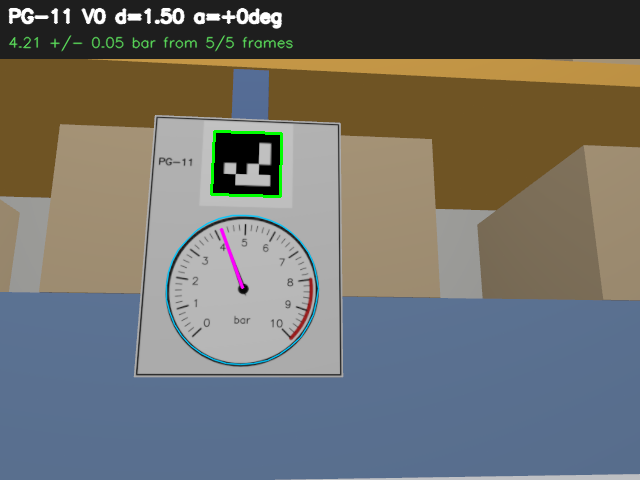 PG-11 V0 d=1.50 a=+0deg
4.21 +/- 0.05 bar from 5/5 frames
PG-11
0 1 2 3 4 5 6 7 8 9 10
bar